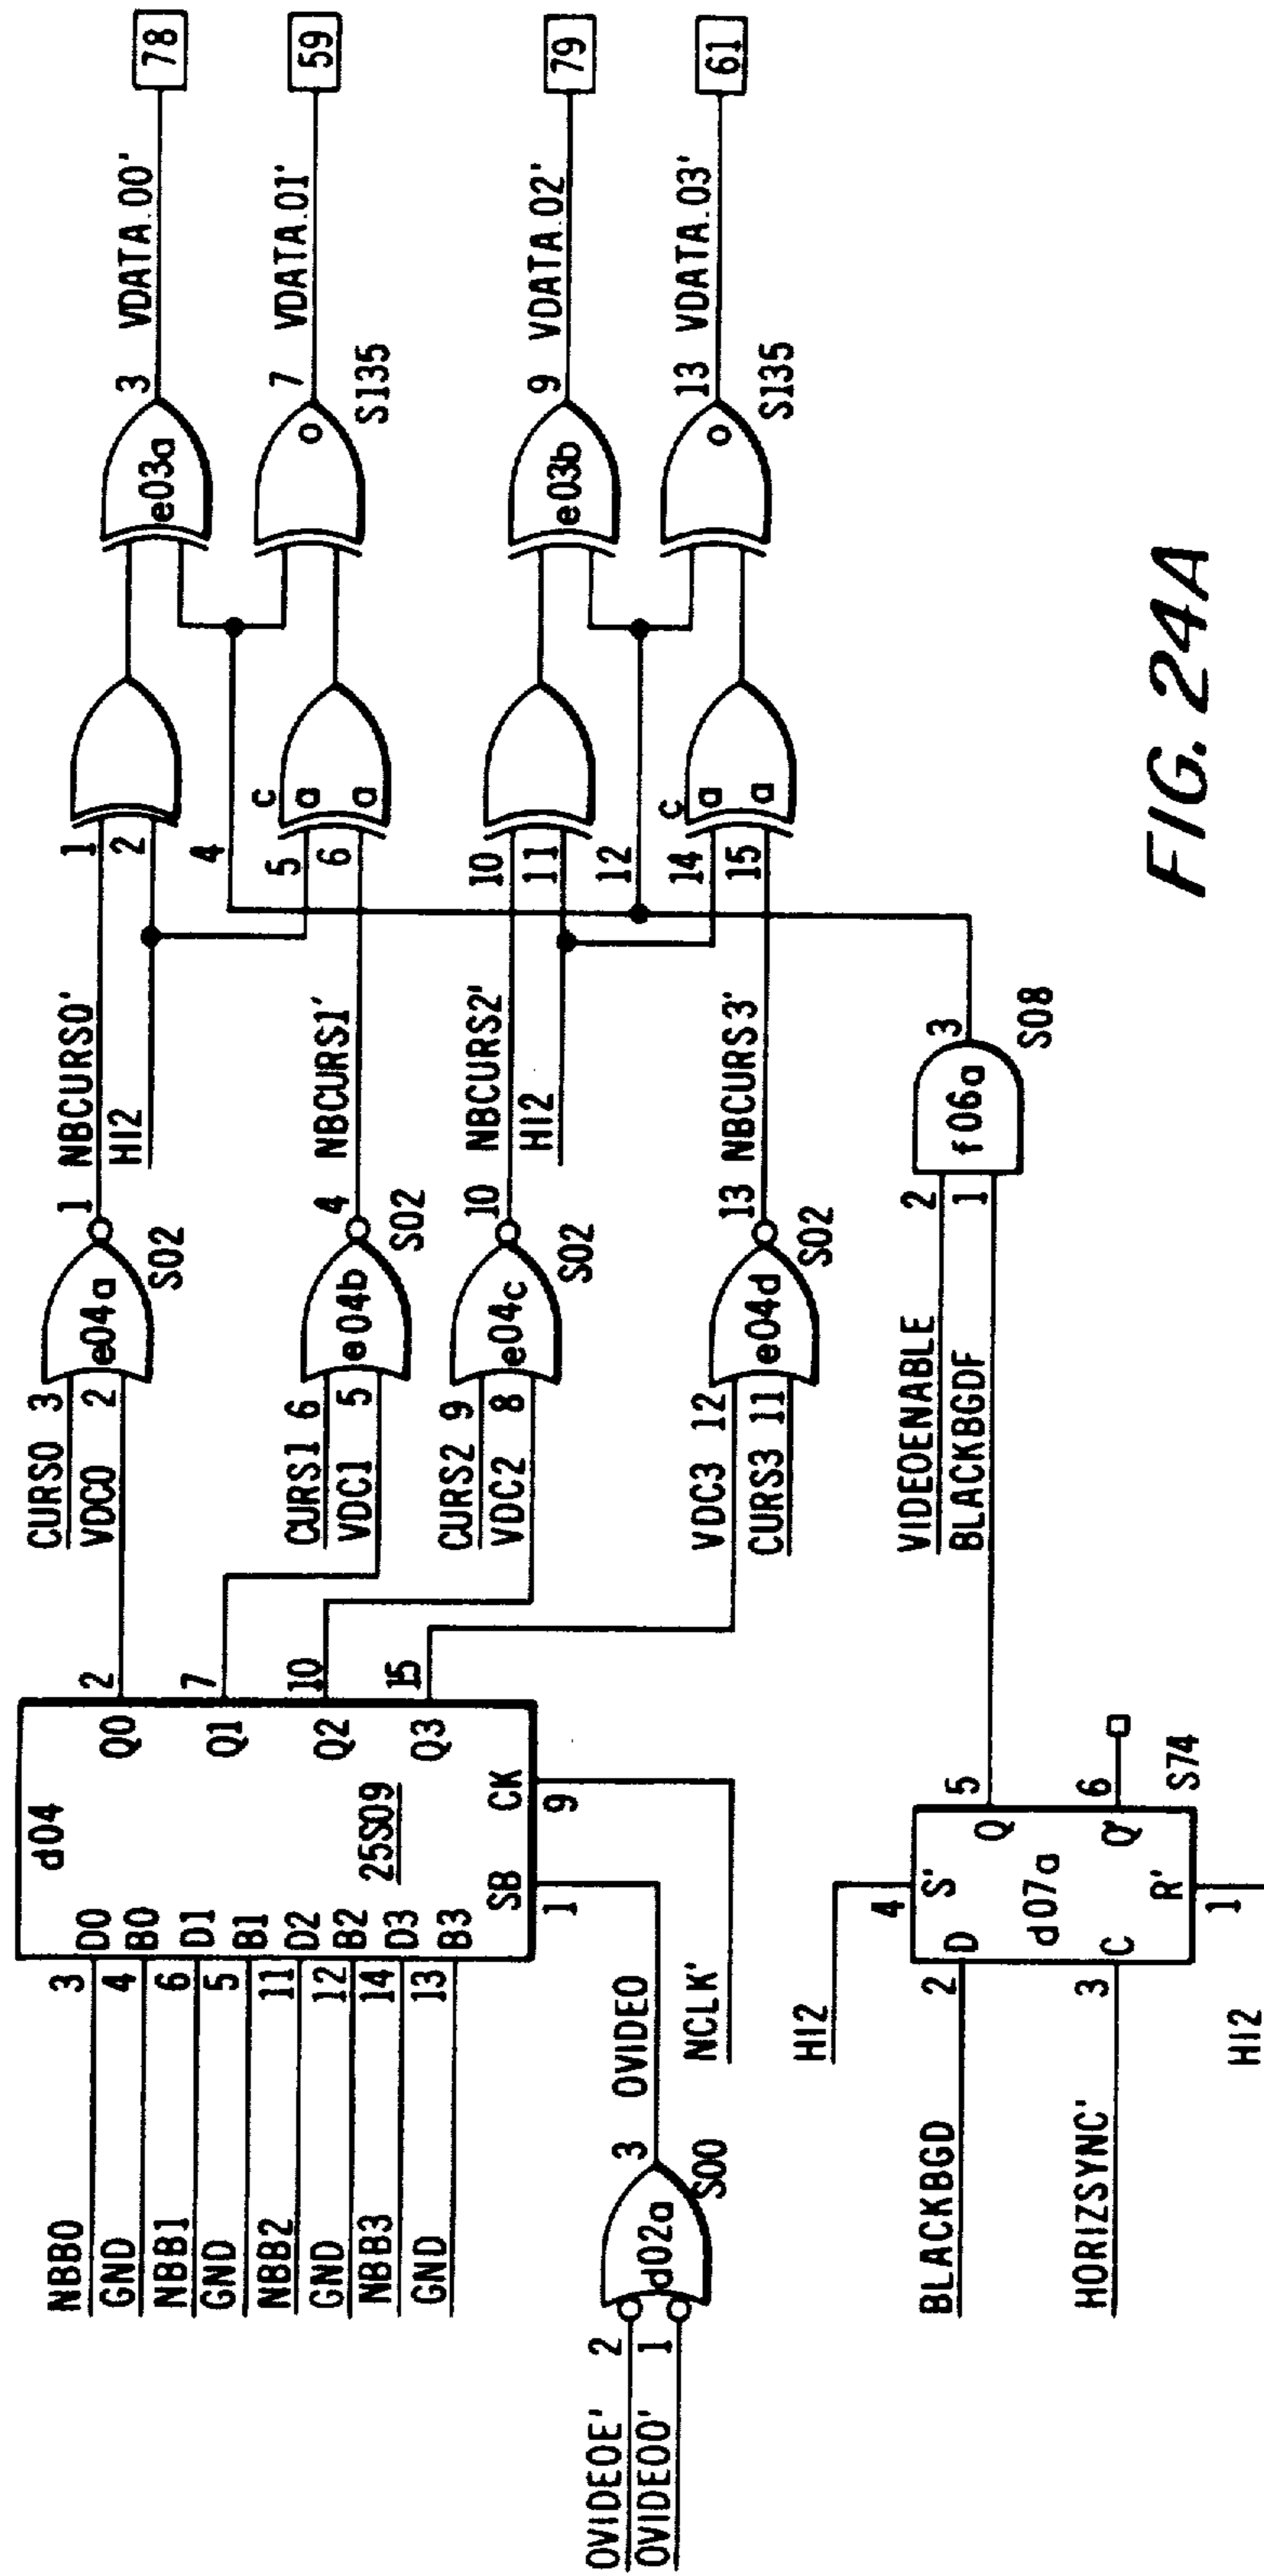 NBB0 3 D0 d04
GND 4 B0 Q0 2
NBB1 6 D1
GND 5 B1 Q1 7
NBB2 11 D2
GND 12 B2 Q2 10
NBB3 14 D3
GND 13 B3 Q3 15
25S09
SB CK
1 9
OVIDEOE' 2
OVIDEOO' 1
d02a 3 OVIDEO
S00
NCLK'
CURS0 3
VDC0 2
e04a 1 NBCURS0' 1
S02
HI2 2
4
CURS1 6
VDC1 5
e04b 4 NBCURS1' 6
S02
5
c
a
a
CURS2 9
VDC2 8
e04c 10 NBCURS2' 10
S02
HI2 11
12
VDC3 12
CURS3 11
e04d 13 NBCURS3' 15
S02
14
c
a
a
e03a 3 VDATA.00' 78
o 7 VDATA.01' 59
S135
e03b 9 VDATA.02' 79
o 13 VDATA.03' 61
S135
HI2
4
BLACKBGD 2 D S' Q 5
d07a
HORIZSYNC' 3 C Q' 6
R' S74
1
HI2
VIDEOENABLE 2
BLACKBGDF 1
f06a 3
S08
FIG. 24A